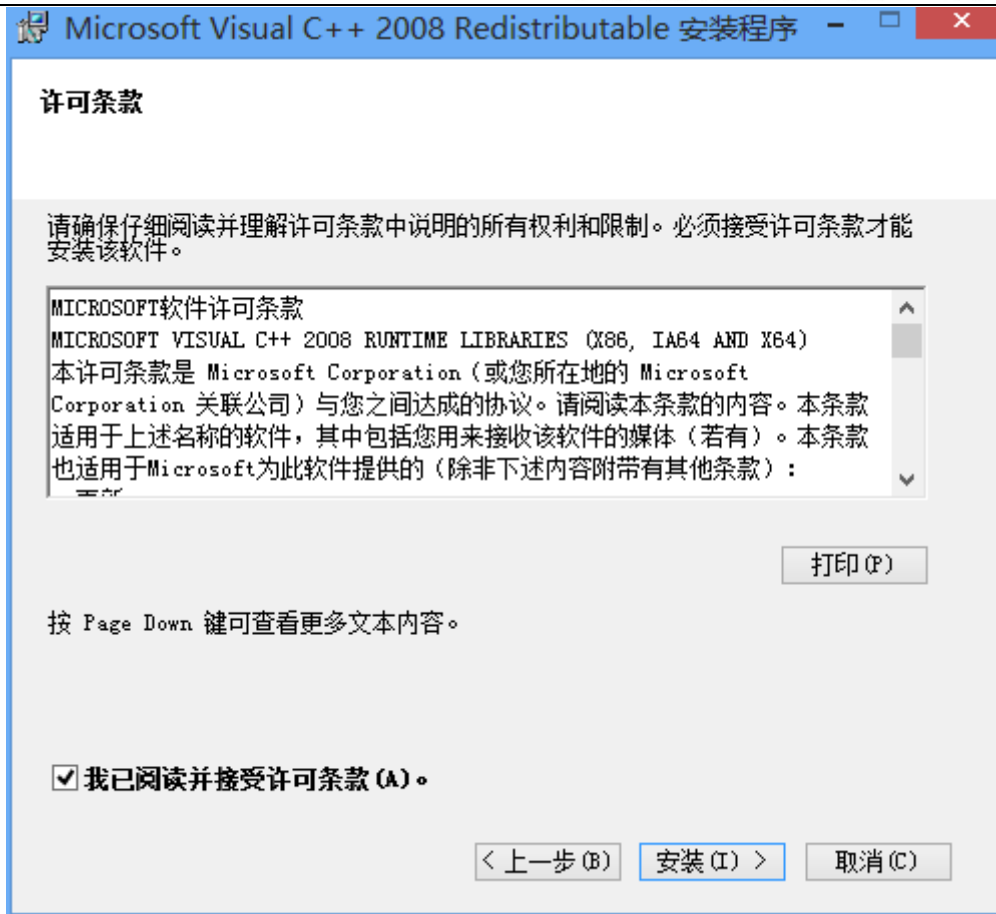 Microsoft Visual C++ 2008 Redistributable 安装程序
许可条款
请确保仔细阅读并理解许可条款中说明的所有权利和限制。必须接受许可条款才能
安装该软件。
MICROSOFT软件许可条款
MICROSOFT VISUAL C++ 2008 RUNTIME LIBRARIES (X86, IA64 AND X64)
本许可条款是 Microsoft Corporation（或您所在地的 Microsoft
Corporation 关联公司）与您之间达成的协议。请阅读本条款的内容。本条款
适用于上述名称的软件，其中包括您用来接收该软件的媒体（若有）。本条款
也适用于Microsoft为此软件提供的（除非下述内容附带有其他条款）：
更新
打印(P)
按 Page Down 键可查看更多文本内容。
我已阅读并接受许可条款(A)。
< 上一步(B) 安装(I) > 取消(C)